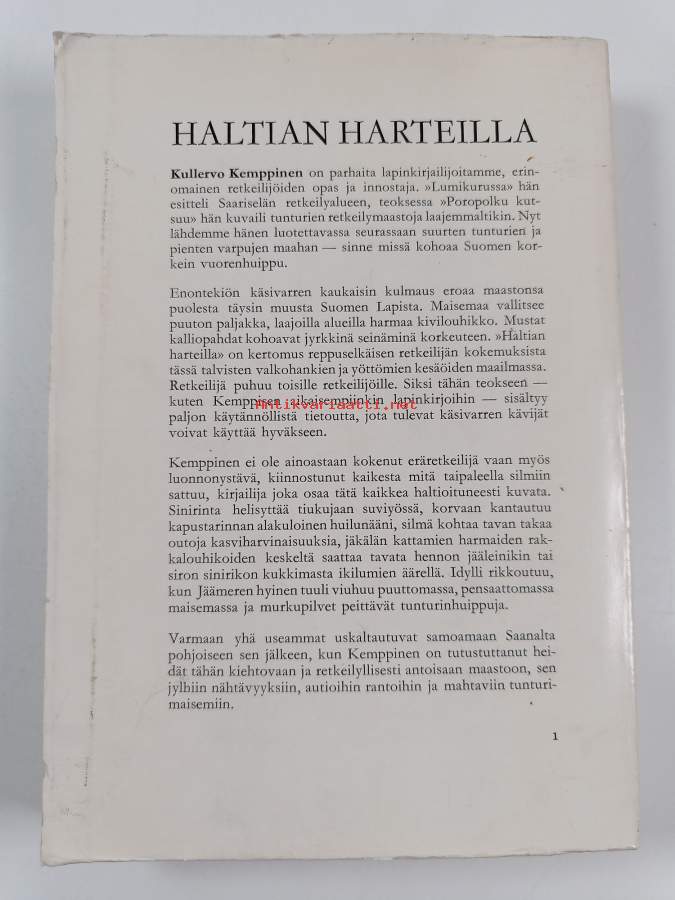 HALTIAN HARTEILLA
Kullervo Kemppinen on parhaita lapinkirjailijoitamme, erin-
omainen retkeilijöiden opas ja innostaja. »Lumikurussa» hän
esitteli Saariselän retkeilyalueen, teoksessa »Poropolku kut-
suu» hän kuvaili tunturien retkeilymaastoja laajemmaltikin. Nyt
lähdemme hänen luotettavassa seurassaan suurten tunturien ja
pienten varpujen maahan — sinne missä kohoaa Suomen kor-
kein vuorenhuippu.
Enontekiön käsivarren kaukaisin kulmaus eroaa maastonsa
puolesta täysin muusta Suomen Lapista. Maisemaa vallitsee
puuton paljakka, laajoilla alueilla harmaa kivilouhikko. Mustat
kalliopahdat kohoavat jyrkkinä seinäminä korkeuteen. »Haltian
harteilla» on kertomus reppuselkäisen retkeilijän kokemuksista
tässä talvisten valkohankien ja yöttömien kesäöiden maailmassa.
Retkeilijä puhuu toisille retkeilijöille. Siksi tähän teokseen —
kuten Kemppisen aikaisempiinkin lapinkirjoihin — sisältyy
Antikvariaatti.net
paljon käytännöllistä tietoutta, jota tulevat käsivarren kävijät
voivat käyttää hyväkseen.
Kemppinen ei ole ainoastaan kokenut eräretkeilijä vaan myös
luonnonystävä, kiinnostunut kaikesta mitä taipaleella silmiin
sattuu, kirjailija joka osaa tätä kaikkea haltioituneesti kuvata.
Sinirinta helisyttää tiukujaan suviyössä, korvaan kantautuu
kapustarinnan alakuloinen huilunääni, silmä kohtaa tavan takaa
outoja kasviharvinaisuuksia, jäkälän kattamien harmaiden rak-
kalouhikoiden keskeltä saattaa tavata hennon jääleinikin tai
siron sinirikon kukkimasta ikilumien äärellä. Idylli rikkoutuu,
kun Jäämeren hyinen tuuli viuhuu puuttomassa, pensaattomassa
maisemassa ja murkupilvet peittävät tunturinhuippuja.
Varmaan yhä useammat uskaltautuvat samoamaan Saanalta
pohjoiseen sen jälkeen, kun Kemppinen on tutustuttanut hei-
dät tähän kiehtovaan ja retkeilyllisesti antoisaan maastoon, sen
jylhiin nähtävyyksiin, autioihin rantoihin ja mahtaviin tunturi-
maisemiin.
1